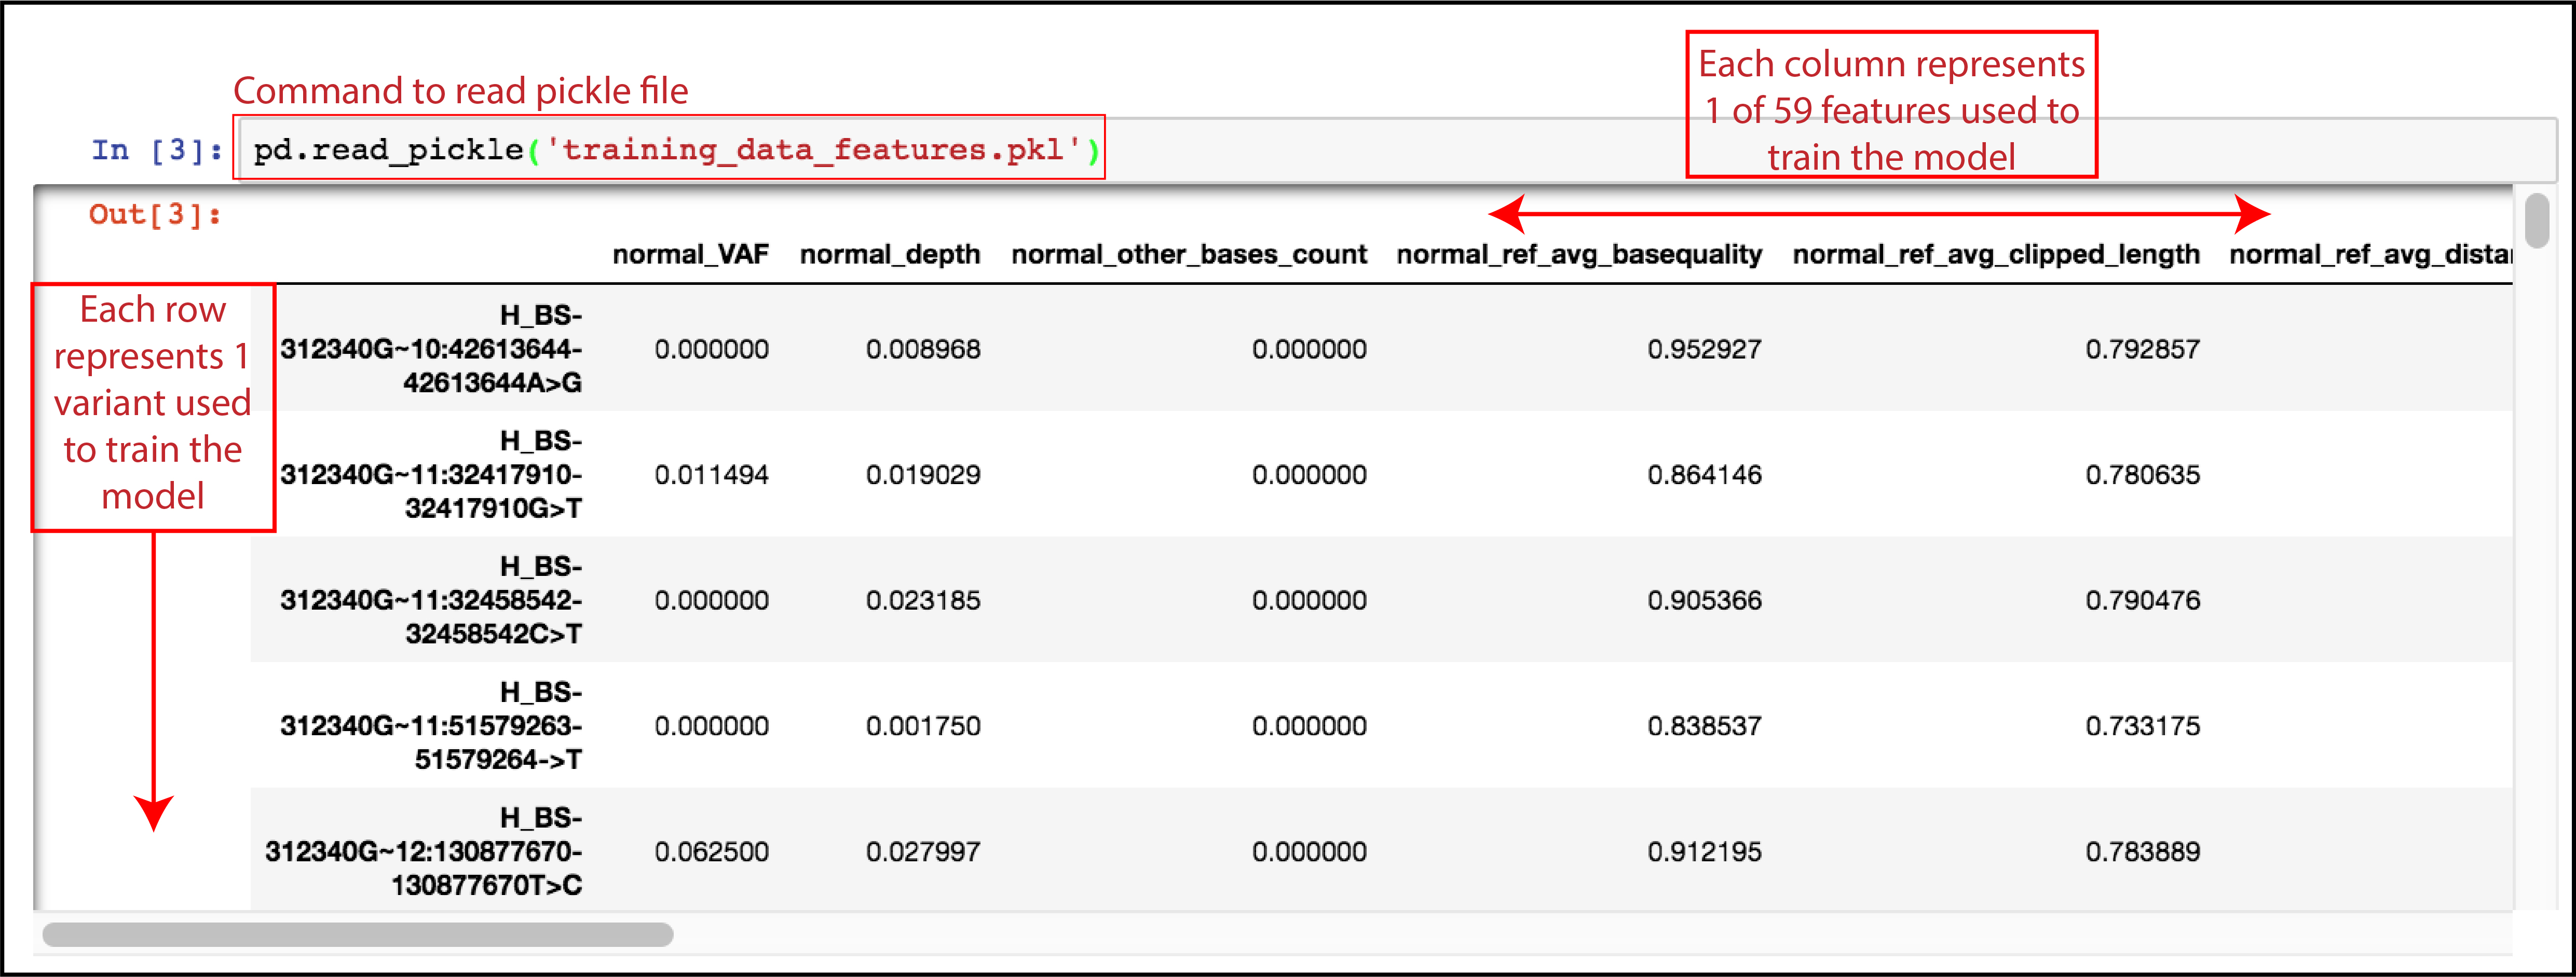 Command to read pickle file
Each column represents
1 of 59 features used to
train the model
In [3]: pd.read_pickle('training_data_features.pkl')
Out[3]:
normal_VAF normal_depth normal_other_bases_count normal_ref_avg_basequality normal_ref_avg_clipped_length normal_ref_avg_distan
Each row
represents 1
variant used
to train the
model
H_BS-
312340G~10:42613644-
42613644A>G
0.000000 0.008968 0.000000 0.952927 0.792857
H_BS-
312340G~11:32417910-
32417910G>T
0.011494 0.019029 0.000000 0.864146 0.780635
H_BS-
312340G~11:32458542-
32458542C>T
0.000000 0.023185 0.000000 0.905366 0.790476
H_BS-
312340G~11:51579263-
51579264->T
0.000000 0.001750 0.000000 0.838537 0.733175
H_BS-
312340G~12:130877670-
130877670T>C
0.062500 0.027997 0.000000 0.912195 0.783889